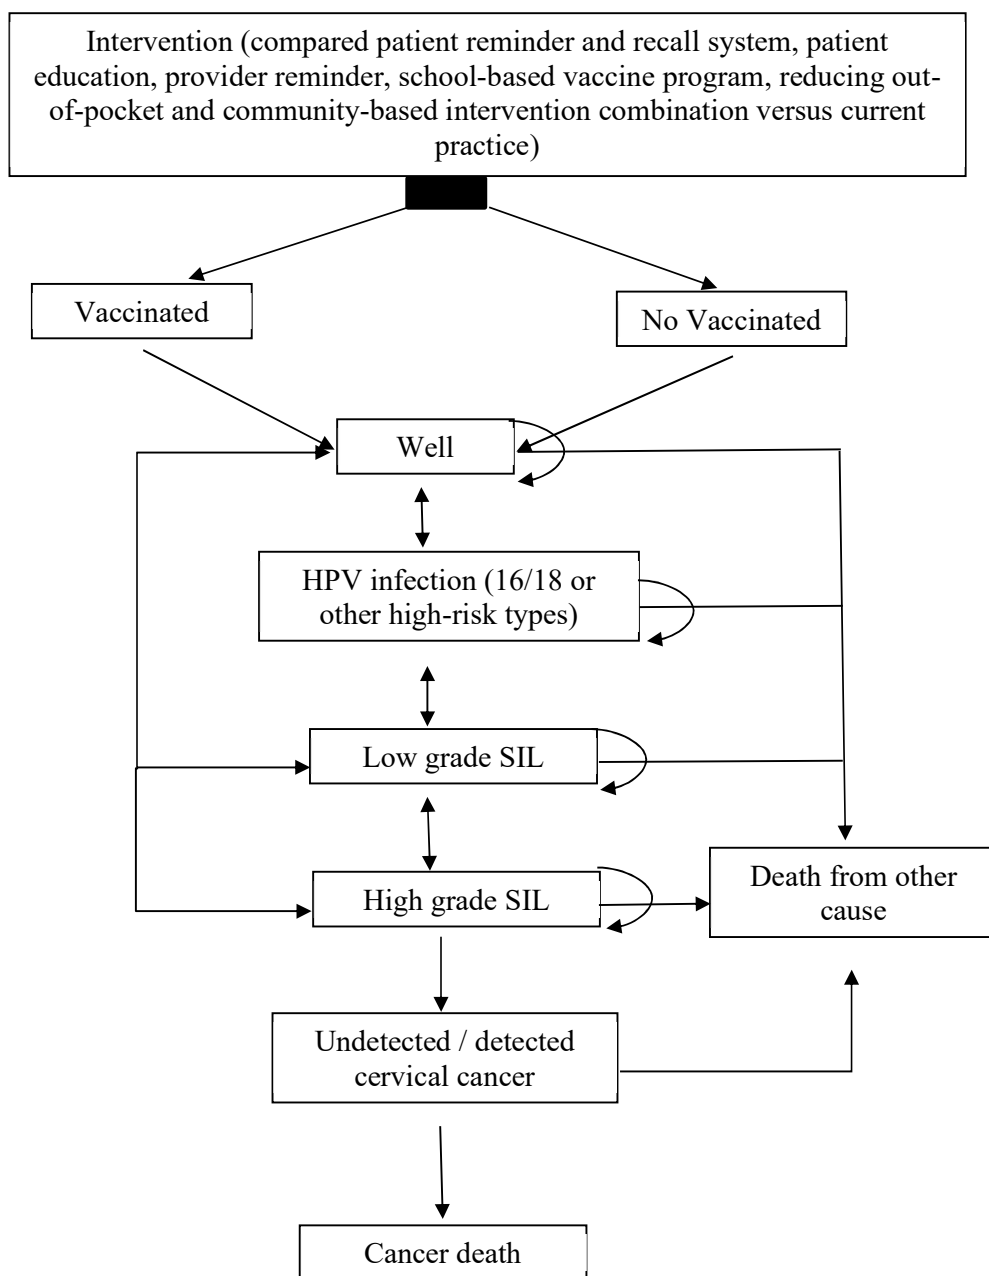 Intervention (compared patient reminder and recall system, patient
education, provider reminder, school-based vaccine program, reducing out-
of-pocket and community-based intervention combination versus current
practice)
Vaccinated
No Vaccinated
Well
HPV infection (16/18 or
other high-risk types)
Low grade SIL
High grade SIL
Death from other
cause
Undetected / detected
cervical cancer
Cancer death